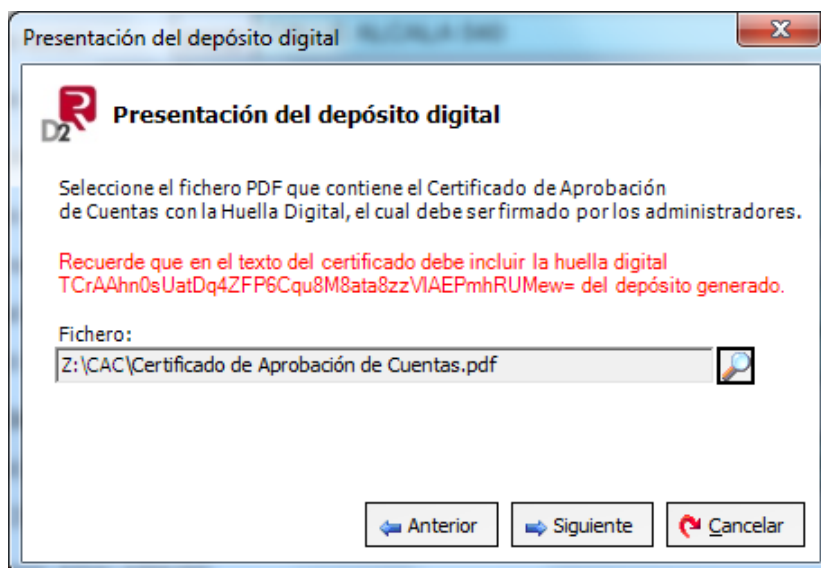 Presentación del depósito digital
D2R
Presentación del depósito digital
Seleccione el fichero PDF que contiene el Certificado de Aprobación
de Cuentas con la Huella Digital, el cual debe ser firmado por los administradores.
Recuerde que en el texto del certificado debe incluir la huella digital
TCrAAhn0sUatDq4ZFP6Cqu8M8ata8zzVIAEPmhRUMew= del depósito generado.
Fichero:
Z:\CAC\Certificado de Aprobación de Cuentas.pdf
Anterior
Siguiente
Cancelar